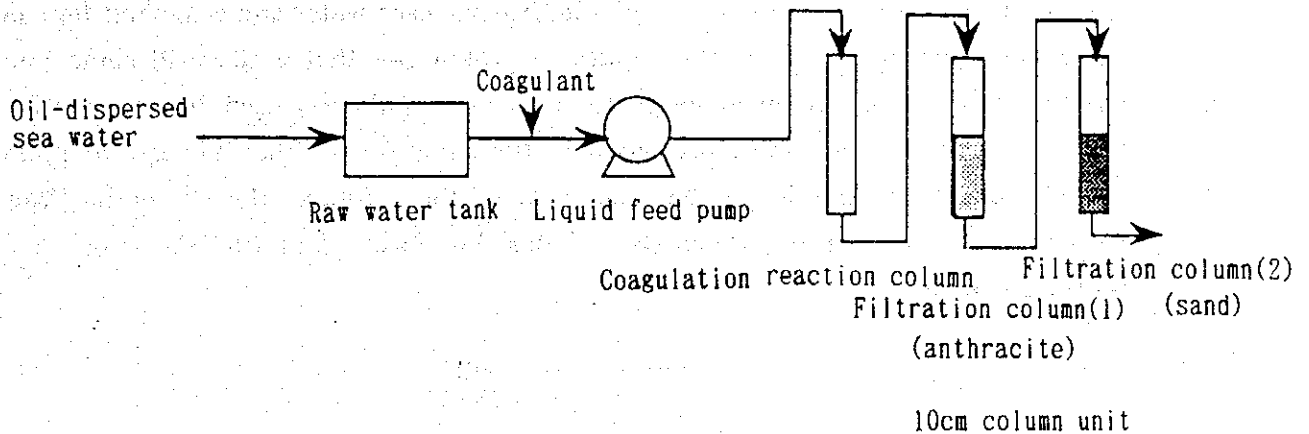 Coagulant
Oil-dispersed
sea water
Raw water tank
Liquid feed pump
Coagulation reaction column
Filtration column(2)
(sand)
Filtration column(1)
(anthracite)
10cm column unit